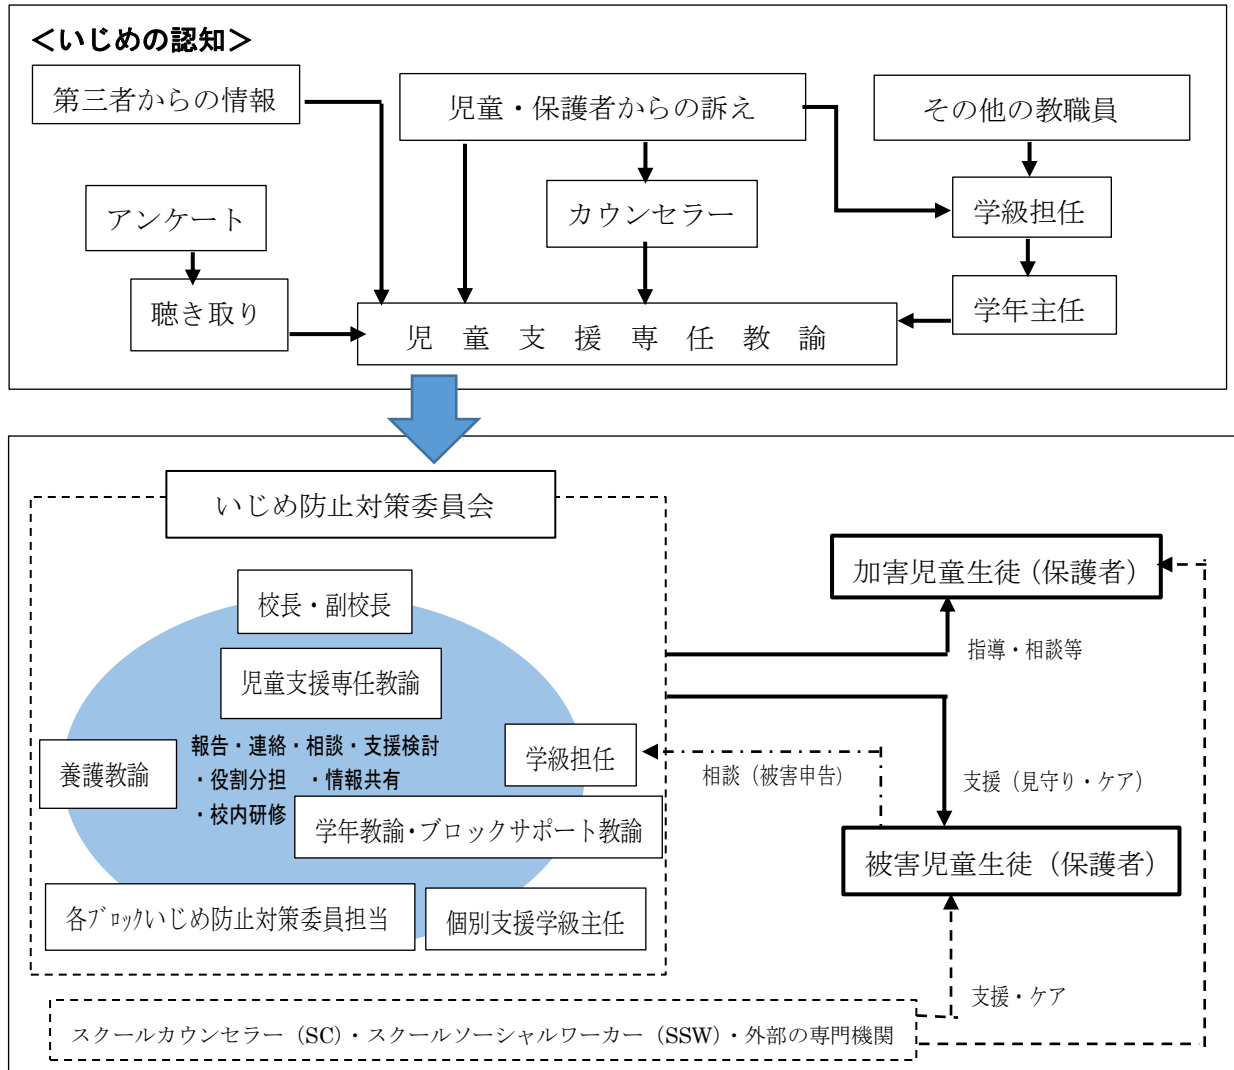 ＜いじめの認知＞
第三者からの情報
児童・保護者からの訴え
その他の教職員
アンケート
カウンセラー
学級担任
聴き取り
学年主任
児童支援専任教諭
いじめ防止対策委員会
校長・副校長
児童支援専任教諭
報告・連絡・相談・支援検討
・役割分担　・情報共有
・校内研修
養護教諭
学級担任
学年教諭・ブロックサポート教諭
各ﾌﾞﾛｯｸいじめ防止対策委員担当
個別支援学級主任
加害児童生徒（保護者）
指導・相談等
相談（被害申告）
支援（見守り・ケア）
被害児童生徒（保護者）
支援・ケア
スクールカウンセラー（SC）・スクールソーシャルワーカー（SSW）・外部の専門機関